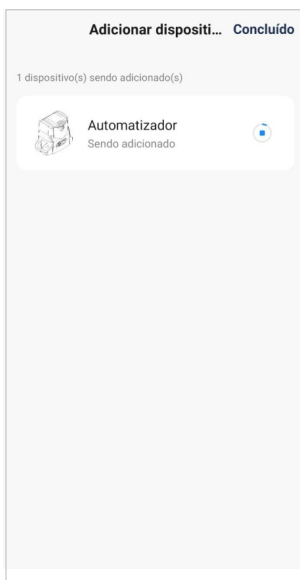 Adicionar dispositi... Concluído
1 dispositivo(s) sendo adicionado(s)
Automatizador
Sendo adicionado